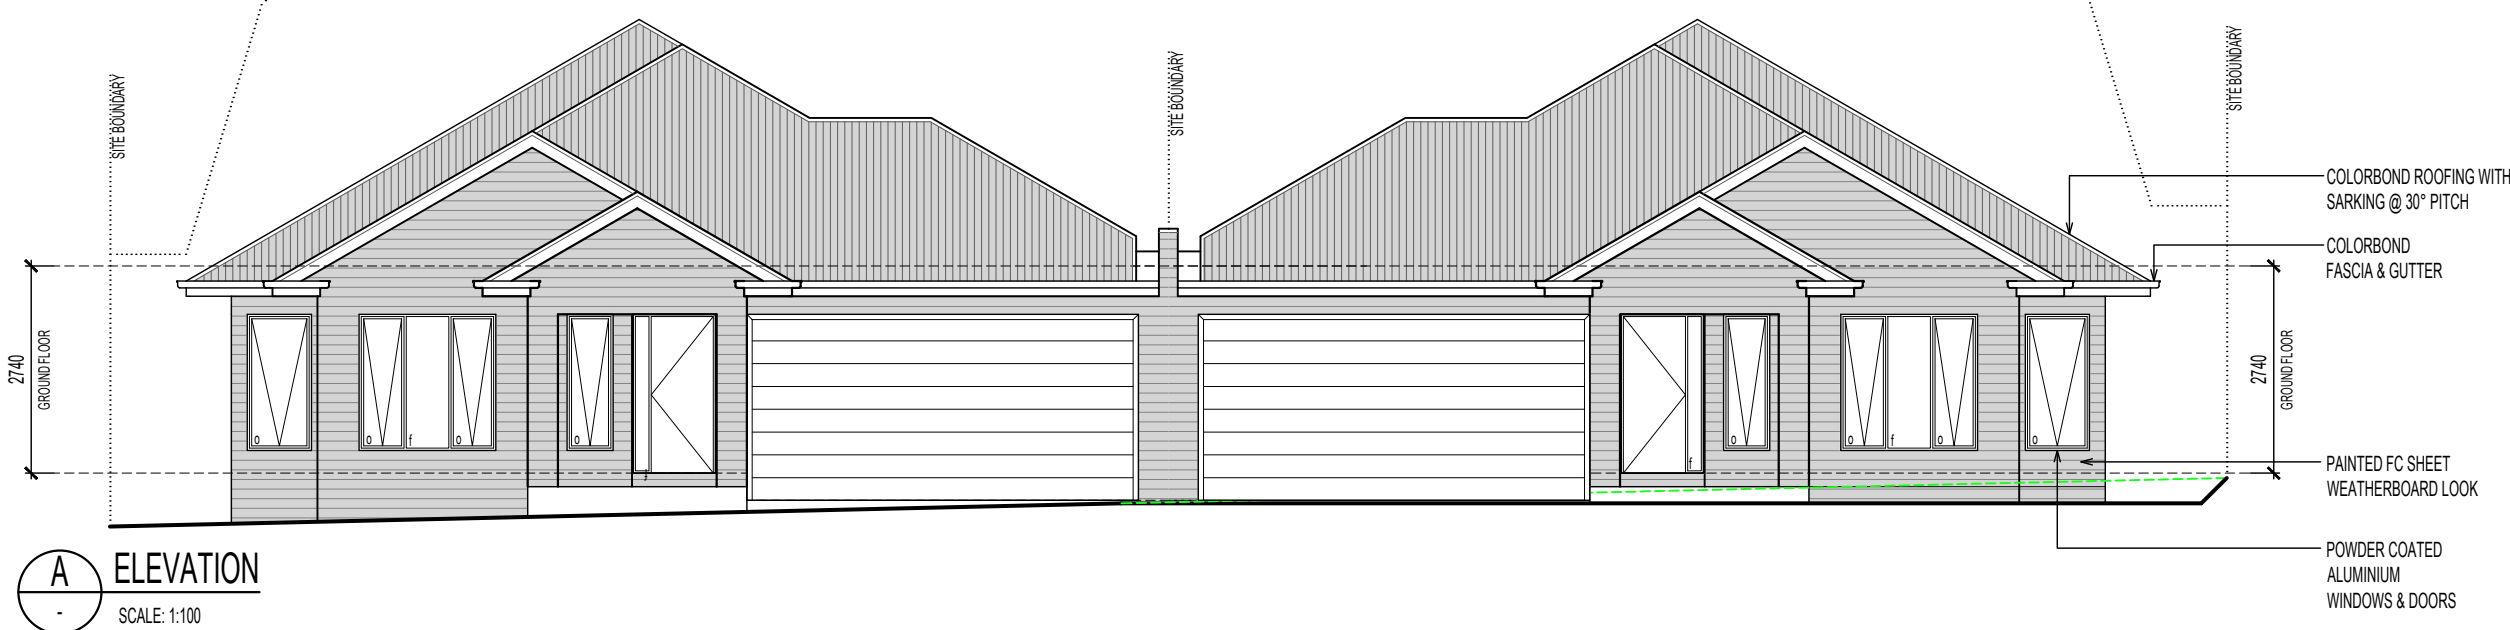 SITE BOUNDARY
SITE BOUNDARY
SITE BOUNDARY
COLORBOND ROOFING WITH
SARKING @ 30° PITCH
COLORBOND
FASCIA & GUTTER
2740
GROUND FLOOR
2740
GROUND FLOOR
O
O
f
O
O
f
f
O
O
f
O
O
PAINTED FC SHEET
WEATHERBOARD LOOK
POWDER COATED
ALUMINIUM
WINDOWS & DOORS
A
-
ELEVATION
SCALE: 1:100